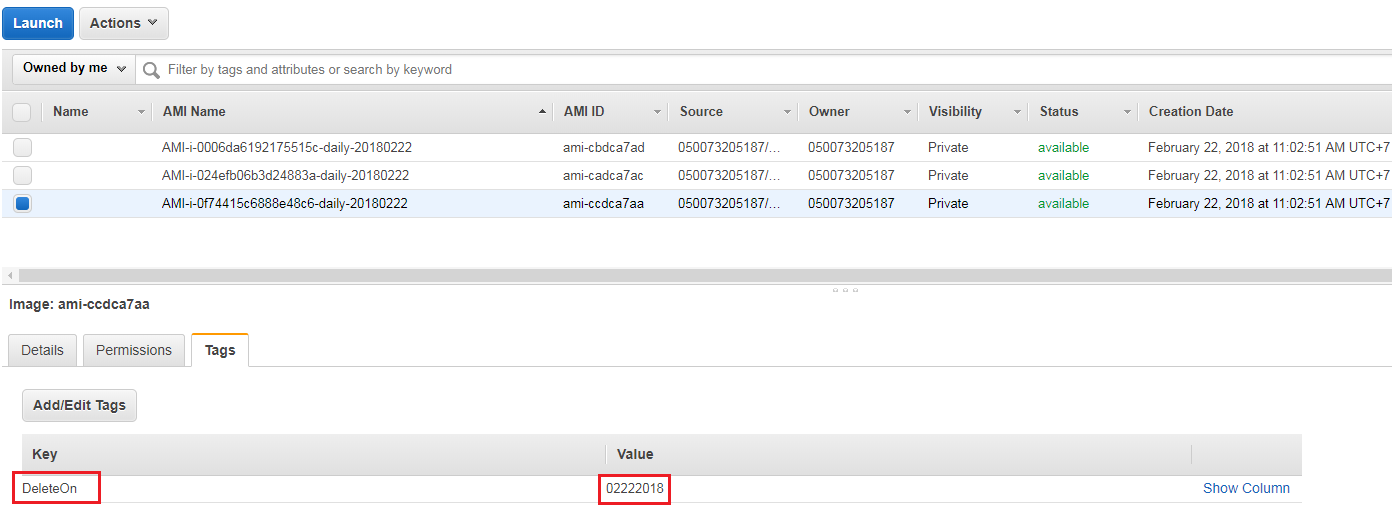 Launch Actions
Owned by me Filter by tags and attributes or search by keyword
Name AMI Name AMI ID Source Owner Visibility Status Creation Date
AMI-i-0006da6192175515c-daily-20180222 ami-cbdca7ad 050073205187/... 050073205187 Private available February 22, 2018 at 11:02:51 AM UTC+7
AMI-i-024efb06b3d24883a-daily-20180222 ami-cadca7ac 050073205187/... 050073205187 Private available February 22, 2018 at 11:02:51 AM UTC+7
AMI-i-0f74415c6888e48c6-daily-20180222 ami-ccdca7aa 050073205187/... 050073205187 Private available February 22, 2018 at 11:02:51 AM UTC+7
Image: ami-ccdca7aa
Details Permissions Tags
Add/Edit Tags
Key Value
DeleteOn 02222018 Show Column